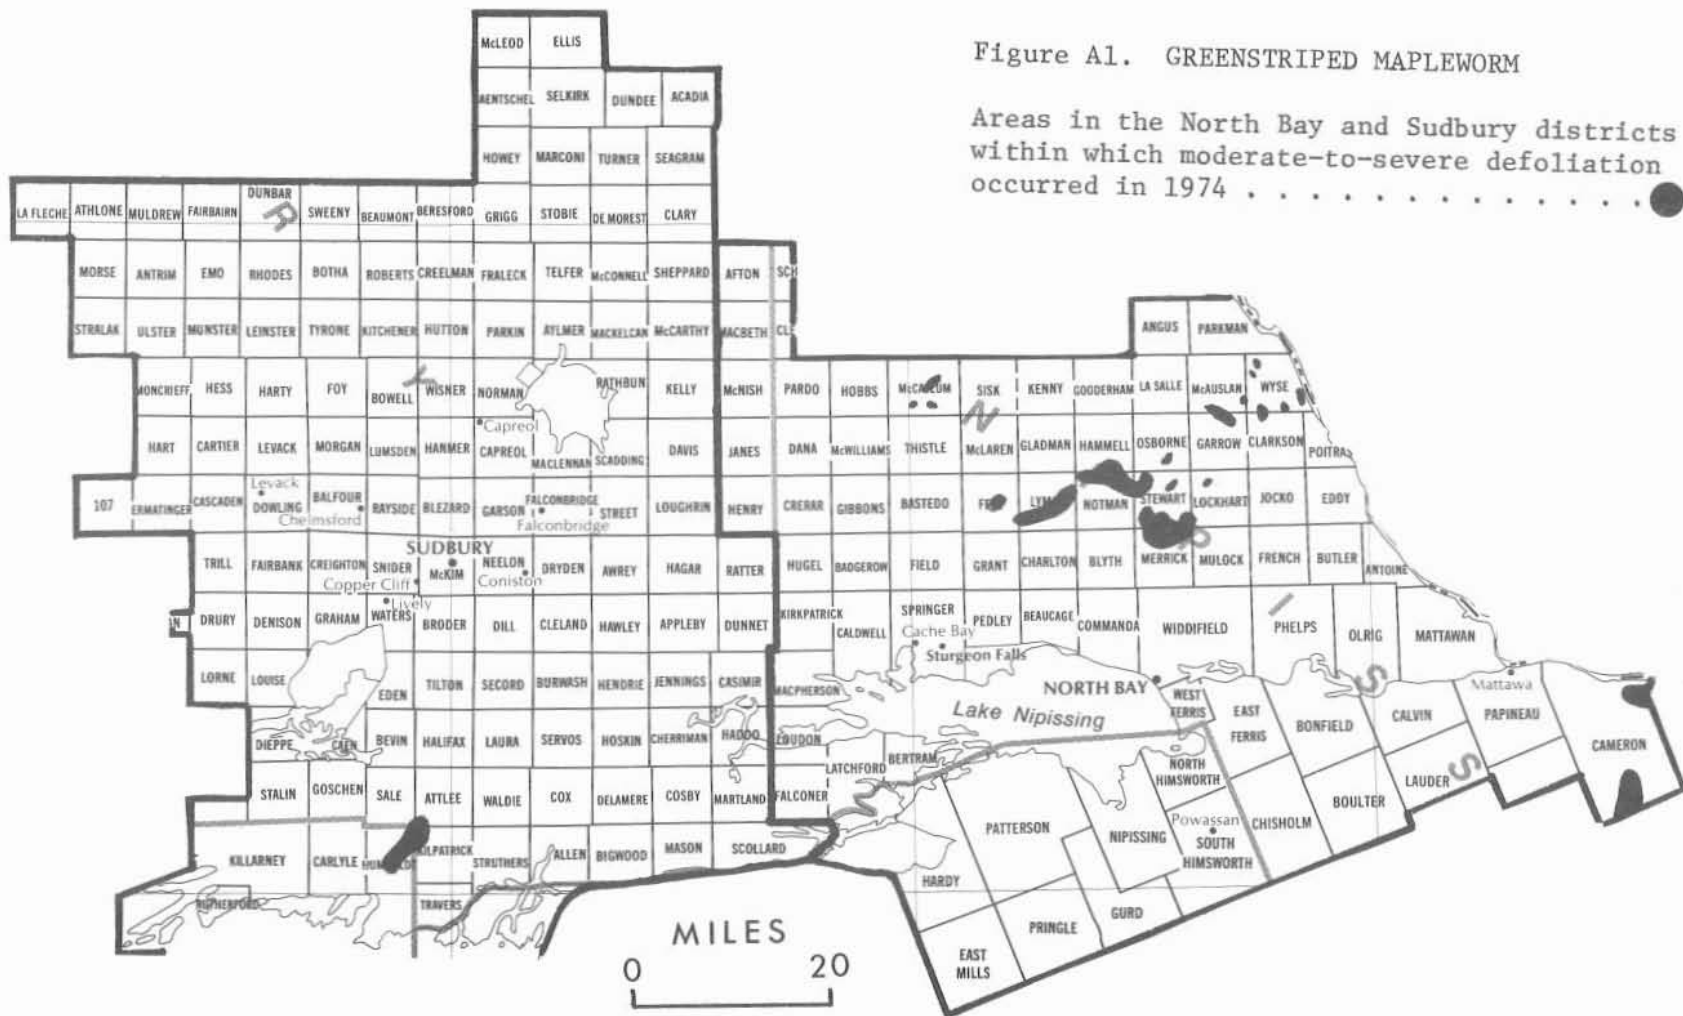 Figure A1. GREENSTRIPED MAPLEWORM
Areas in the North Bay and Sudbury districts
within which moderate-to-severe defoliation
occurred in 1974 . . . . . . . . . . . . . .
McLEOD ELLIS
AENTSCHEL SELKIRK DUNDEE ACADIA
HOWEY MARCONI TURNER SEAGRAM
LA FLECHE ATHLONE MULDREW FAIRBAIRN DUNBAR SWEENY BEAUMONT BERESFORD GRIGG STOBIE DE MOREST CLARY
R
MORSE ANTRIM EMO RHODES BOTHA ROBERTS CREELMAN FRALECK TELFER McCONNELL SHEPPARD AFTON SCH
STRALAK ULSTER MUNSTER LEINSTER TYRONE KITCHENER HUTTON PARKIN AYLMER MACKELCAN McCARTHY MACBETH CLE ANGUS PARKMAN
MONCRIEFF HESS HARTY FOY BOWELL Y WISNER NORMAN RATHBUN KELLY McNISH PARDO HOBBS McCALLUM SISK KENNY GOODERHAM LA SALLE McAUSLAN WYSE
N
Capreol
HART CARTIER LEVACK MORGAN LUMSDEN HANMER CAPREOL MACLENNAN SCADDING DAVIS JANES DANA McWILLIAMS THISTLE McLAREN GLADMAN HAMMELL OSBORNE GARROW CLARKSON POITRAS
Levack
107 ERMATINGER CASCADEN DOWLING BALFOUR RAYSIDE BLEZARD GARSON FALCONBRIDGE STREET LOUGHRIN HENRY CRERAR GIBBONS BASTEDO FRE LYM NOTMAN STEWART LOCKHART JOCKO EDDY
Chelmsford Falconbridge
P
SUDBURY
TRILL FAIRBANK CREIGHTON SNIDER McKIM NEELON DRYDEN AWREY HAGAR RATTER HUGEL BADGEROW FIELD GRANT CHARLTON BLYTH MERRICK MULOCK FRENCH BUTLER ANTOINE
Copper Cliff Coniston
Lively
I
AN DRURY DENISON GRAHAM WATERS BRODER DILL CLELAND HAWLEY APPLEBY DUNNET KIRKPATRICK CALDWELL SPRINGER PEDLEY BEAUCAGE COMMANDA WIDDIFIELD PHELPS OLRIG MATTAWAN
Cache Bay
Sturgeon Falls
LORNE LOUISE EDEN TILTON SECORD BURWASH HENDRIE JENNINGS CASIMIR MACPHERSON NORTH BAY WEST FERRIS S Mattawa
Lake Nipissing
DIEPPE CAEN BEVIN HALIFAX LAURA SERVOS HOSKIN CHERRIMAN HADDO LOUDON LATCHFORD BERTRAM NORTH HIMSWORTH EAST FERRIS BONFIELD CALVIN PAPINEAU CAMERON
S
STALIN GOSCHEN SALE ATTLEE WALDIE COX DELAMERE COSBY MARTLAND FALCONER BOULTER LAUDER
KILLARNEY CARLYLE KILPATRICK STRUTHERS ALLEN BIGWOOD MASON SCOLLARD PATTERSON NIPISSING Powassan SOUTH HIMSWORTH CHISHOLM
RUTHERFORD TRAVERS HARDY
GURD
PRINGLE
EAST MILLS
MILES
0 20